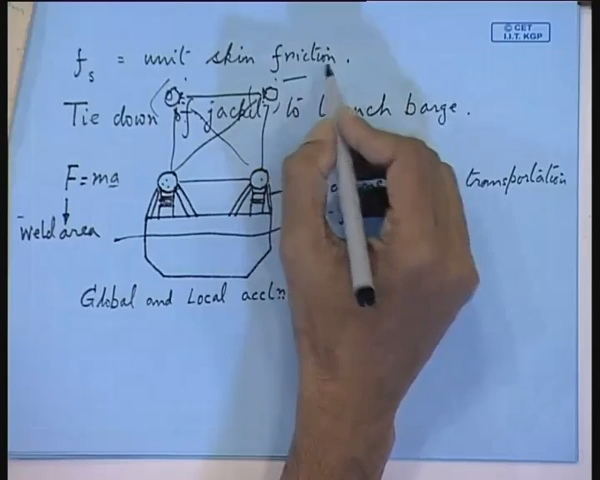 © CET
I.I.T. KGP
fs = unit skin friction.
Tie down of jacket to launch barge.
F = ma
transportation
Weld area
Global and Local accln